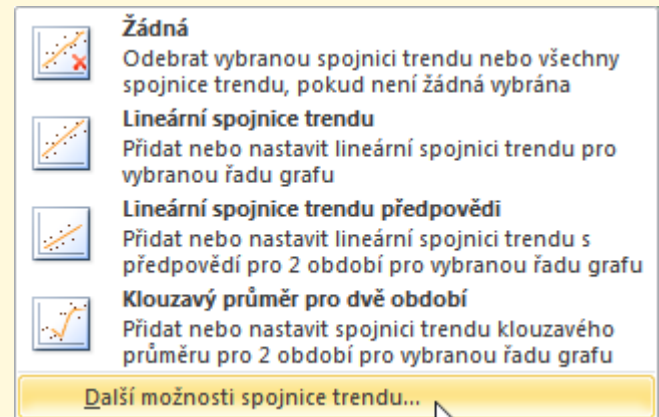 Žádná
Odebrat vybranou spojnici trendu nebo všechny
spojnice trendu, pokud není žádná vybrána
Lineární spojnice trendu
Přidat nebo nastavit lineární spojnici trendu pro
vybranou řadu grafu
Lineární spojnice trendu předpovědi
Přidat nebo nastavit lineární spojnici trendu s
předpovědí pro 2 období pro vybranou řadu grafu
Klouzavý průměr pro dvě období
Přidat nebo nastavit spojnici trendu klouzavého
průměru pro 2 období pro vybranou řadu grafu
Další možnosti spojnice trendu...